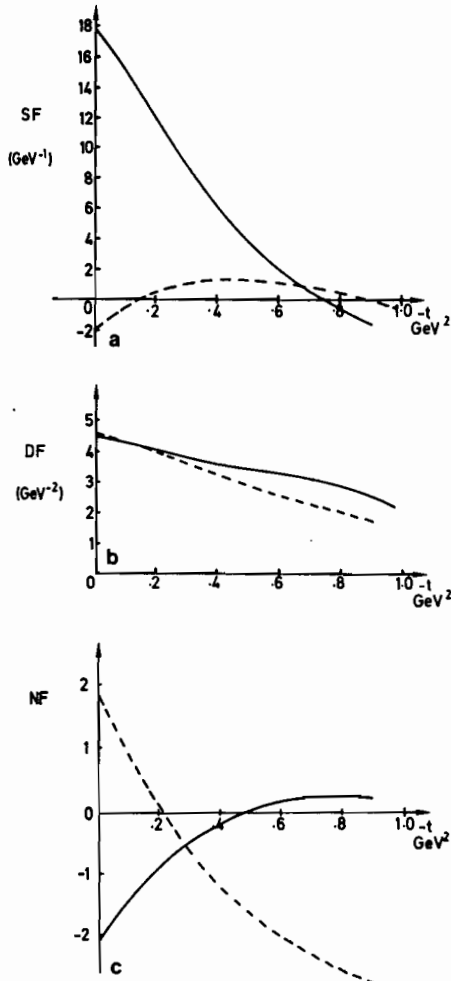 18
16
SF
14
12
(GeV⁻¹)
10
8
6
4
2
0
.2 .4 .6 .8 1.0 -t
GeV²
-2
a
5
DF
4
(GeV⁻²)
3
2
1
b
0 .2 .4 .6 .8 1.0 -t
GeV²
NF
2
1
0
.2 .4 .6 .8 1.0 -t
GeV²
-1
-2
c